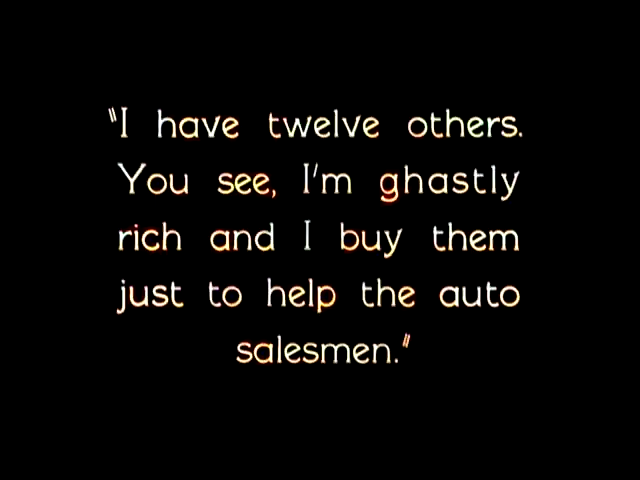 "I have twelve others.
You see, I'm ghastly
rich and I buy them
just to help the auto
salesmen."